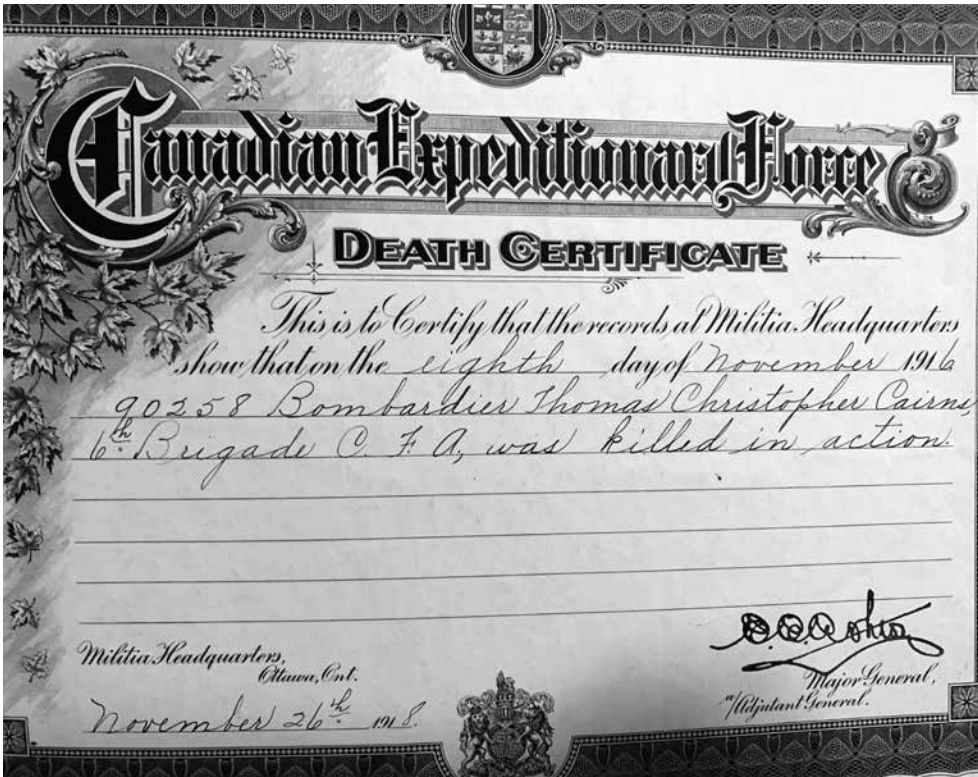 Canadian Expeditionary Force
DEATH CERTIFICATE
This is to Certify that the records at Militia Headquarters
show that on the eighth day of November 1916
90258 Bombardier Thomas Christopher Cairns,
6th Brigade C. F. A, was killed in action.
Militia Headquarters,
Ottawa, Ont.
November 26th 1918.
Major General,
a/Adjutant General.